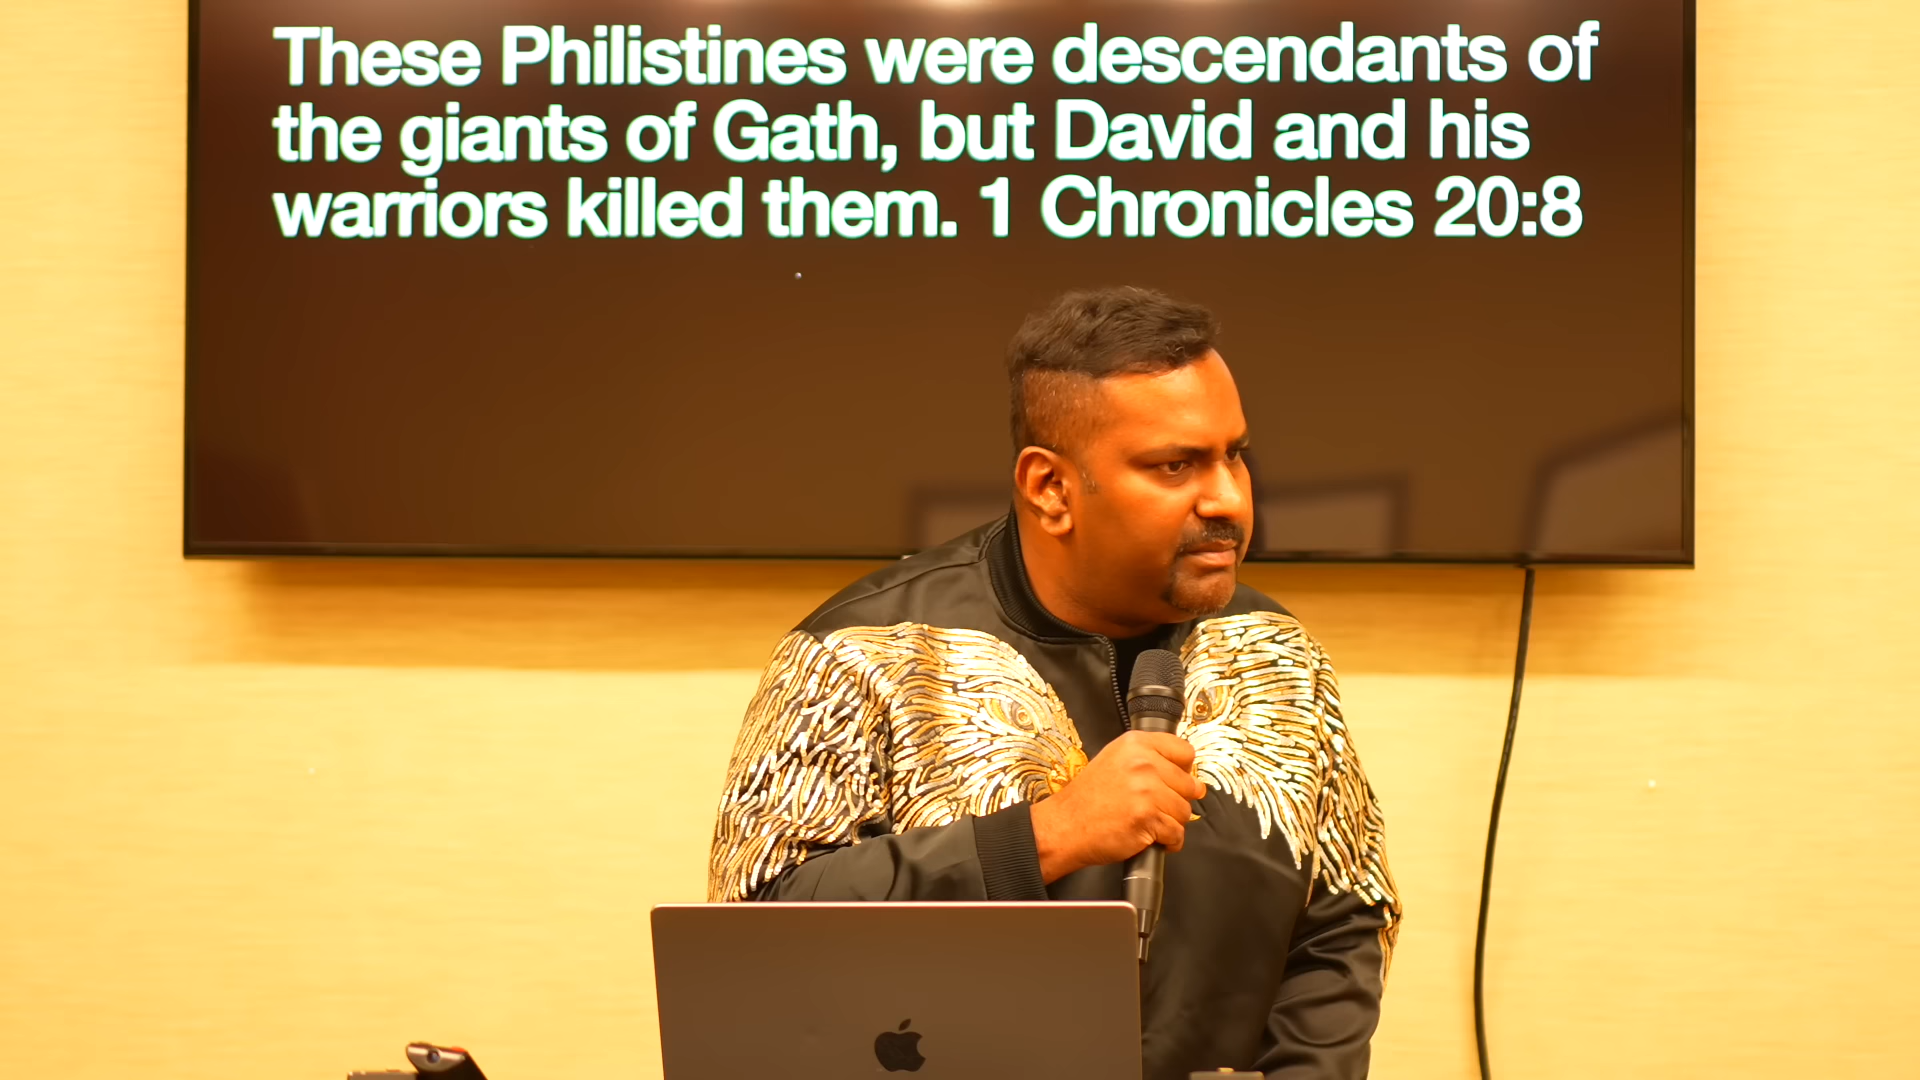 These Philistines were descendants of
the giants of Gath, but David and his
warriors killed them. 1 Chronicles 20:8